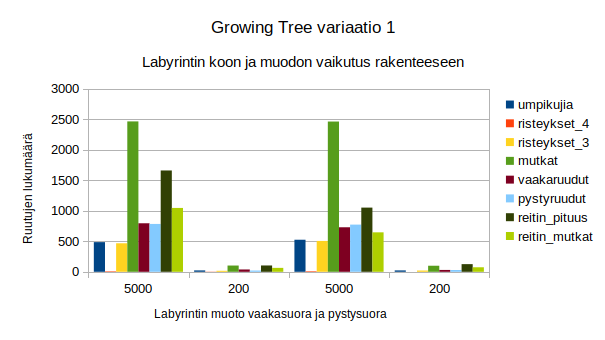 Growing Tree variaatio 1
Labyrintin koon ja muodon vaikutus rakenteeseen
Ruutujen lukumäärä
3000
2500
2000
1500
1000
500
0
5000 200 5000 200
Labyrintin muoto vaakasuora ja pystysuora
umpikujia
risteykset_4
risteykset_3
mutkat
vaakaruudut
pystyruudut
reitin_pituus
reitin_mutkat